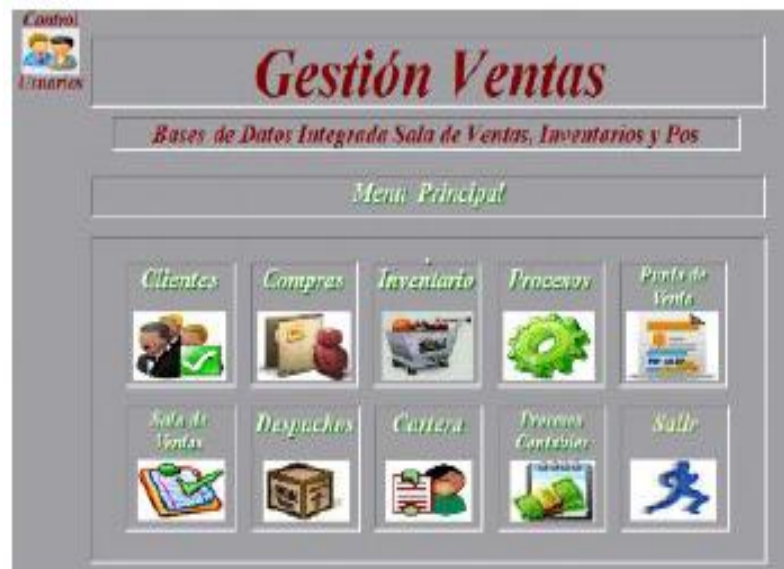 Control
Usuarios
Gestión Ventas
Bases de Datos Integrada Sala de Ventas, Inventarios y Pos
Menu Principal
Clientes
Compras
Inventario
Procesos
Punto de
Venta
Sala de
Ventas
Despachos
Cartera
Procesos
Contables
Salir